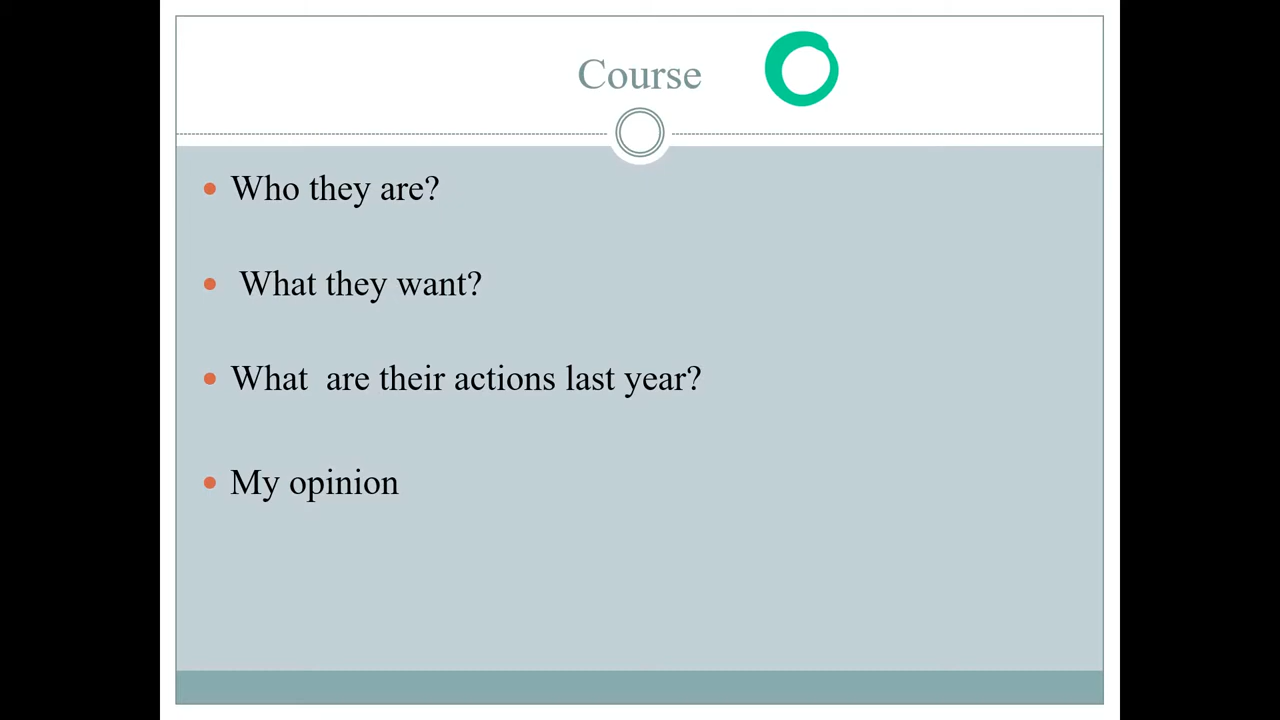 Course
Who they are?
What they want?
What are their actions last year?
My opinion